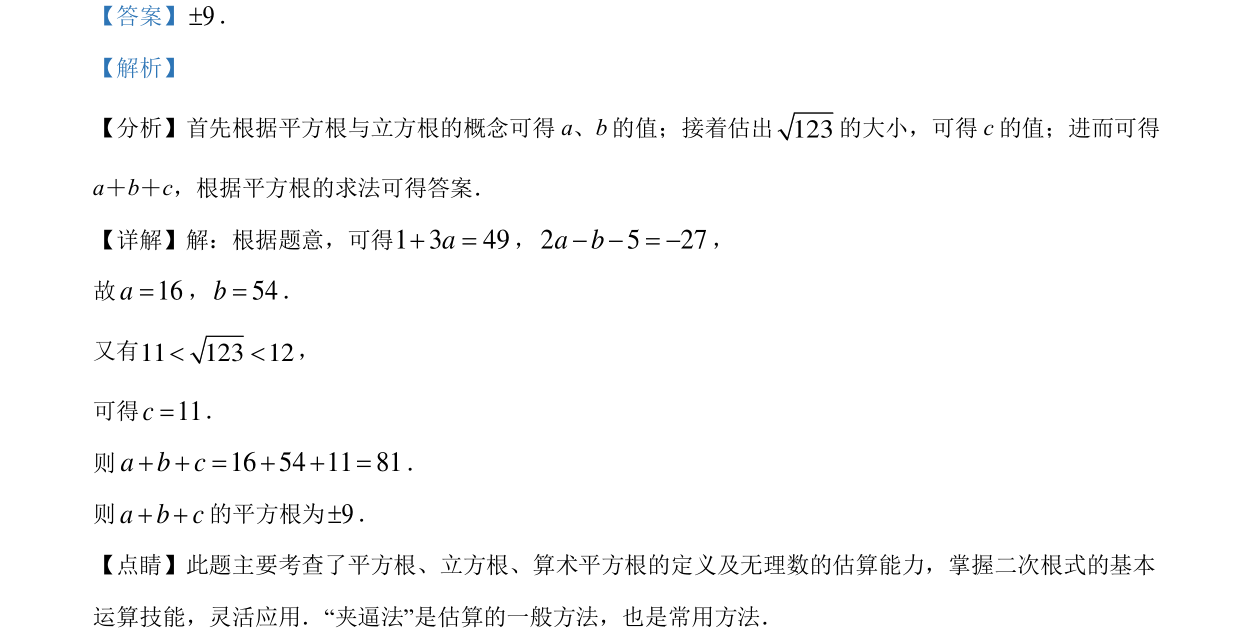 【答案】±9．
【解析】
【分析】首先根据平方根与立方根的概念可得 a、b 的值；接着估出 √123 的大小，可得 c 的值；进而可得
a＋b＋c，根据平方根的求法可得答案．
【详解】解：根据题意，可得1+3a=49，2a−b−5=−27，
故a=16，b=54．
又有11<√123<12，
可得c=11．
则a+b+c=16+54+11=81．
则a+b+c的平方根为±9．
【点睛】此题主要考查了平方根、立方根、算术平方根的定义及无理数的估算能力，掌握二次根式的基本
运算技能，灵活应用．“夹逼法”是估算的一般方法，也是常用方法．